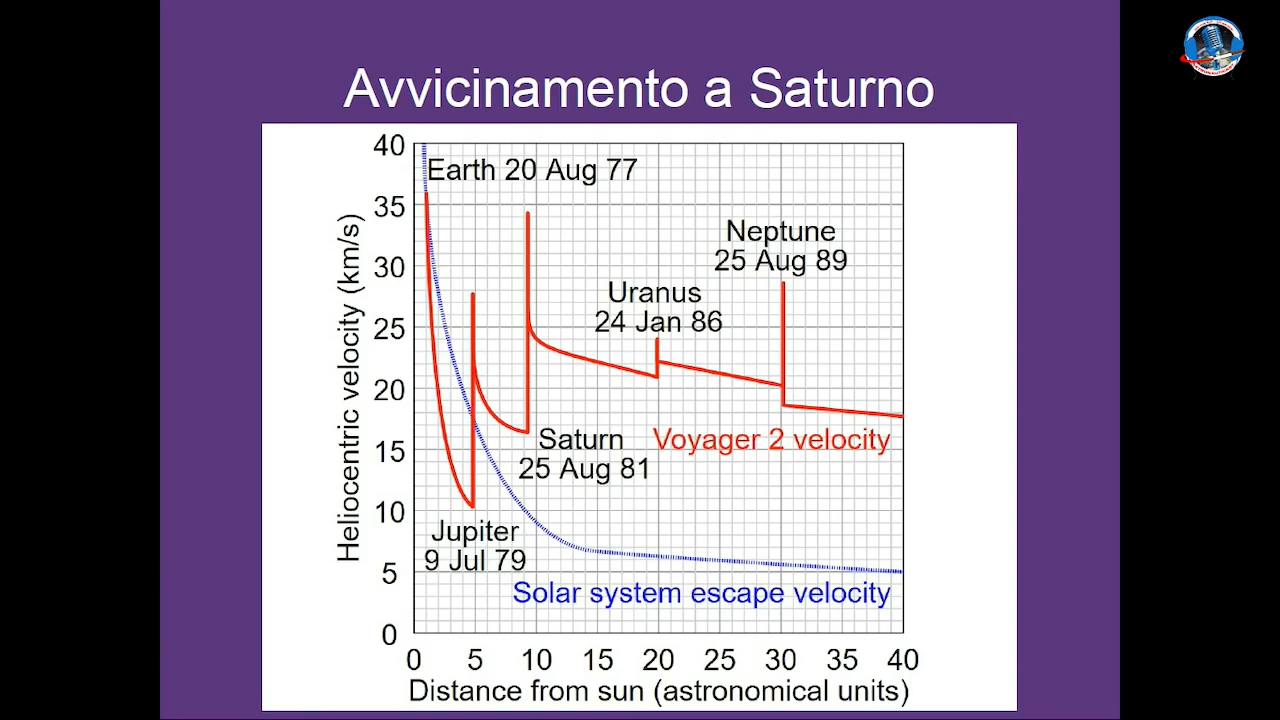 Avvicinamento a Saturno
40
Earth 20 Aug 77
35
Neptune
25 Aug 89
30
Uranus
24 Jan 86
25
20
Saturn
25 Aug 81
Voyager 2 velocity
15
10
Jupiter
9 Jul 79
5
Solar system escape velocity
0
Heliocentric velocity (km/s)
0 5 10 15 20 25 30 35 40
Distance from sun (astronomical units)